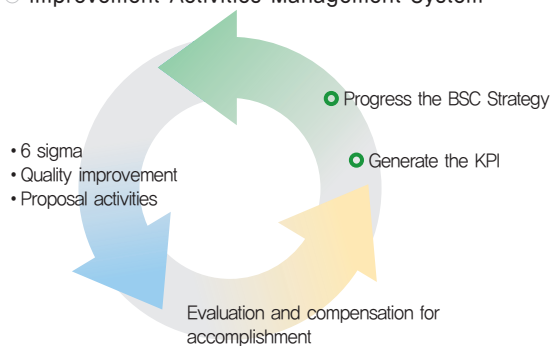 Improvement Activities Management System
Progress the BSC Strategy
Generate the KPI
• 6 sigma
• Quality improvement
• Proposal activities
Evaluation and compensation for
accomplishment